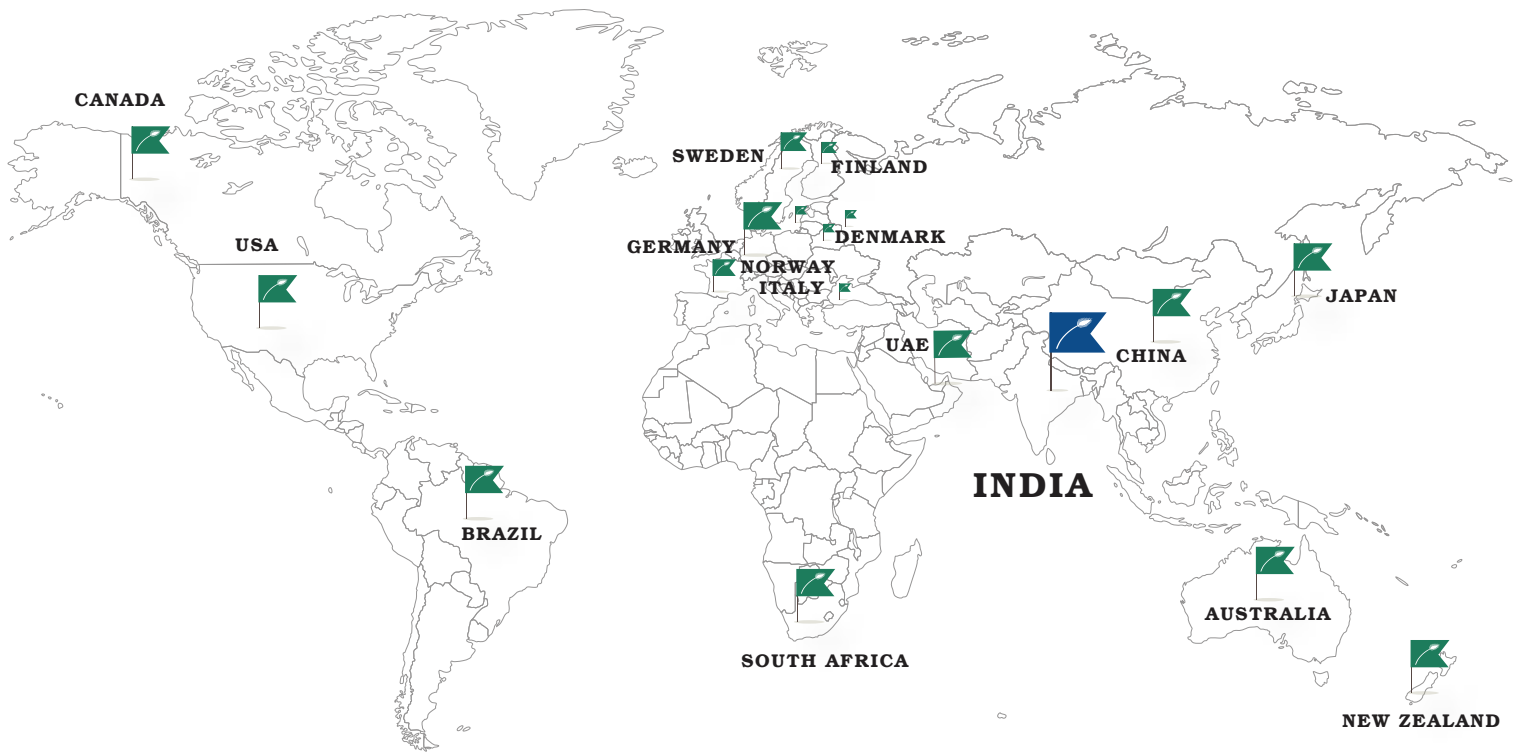 CANADA
SWEDEN
FINLAND
USA
GERMANY
DENMARK
NORWAY
ITALY
JAPAN
UAE
CHINA
INDIA
BRAZIL
AUSTRALIA
SOUTH AFRICA
NEW ZEALAND